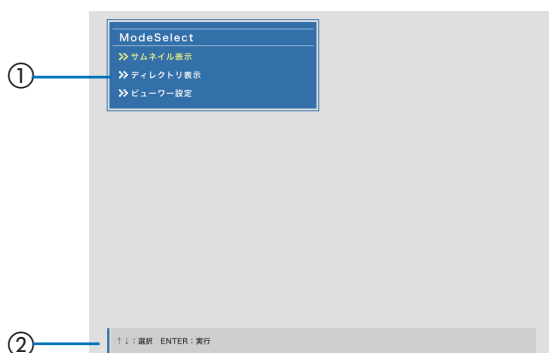 ModeSelect
>> サムネイル表示
① >> ディレクトリ表示
>> ビューワー設定
② ↑↓：選択 ENTER：実行